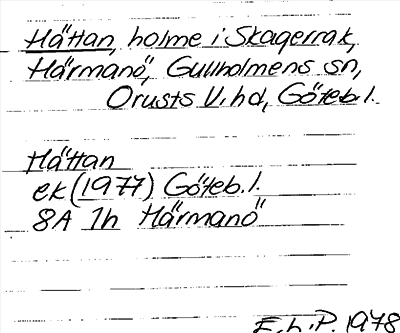 Hättan, holme i Skagerrak,
Härmanö, Gullholmens sn,
Orusts V. hd, Göteb. l.
Hättan
ek (1977) Göteb. l.
8A 1h Härmanö
E. h. P. 1978